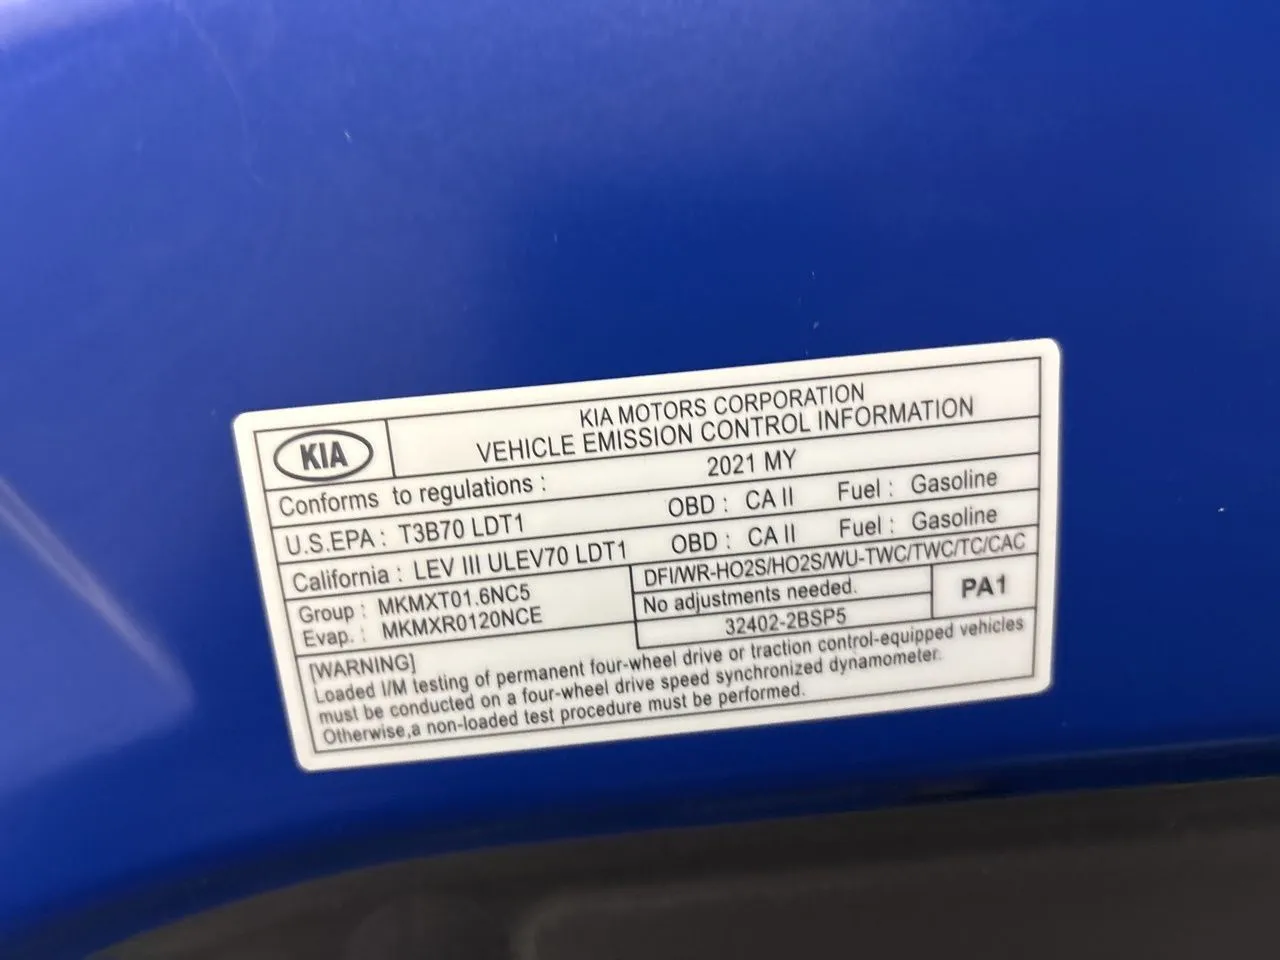 KIA
KIA MOTORS CORPORATION
VEHICLE EMISSION CONTROL INFORMATION
Conforms to regulations : 2021 MY
U.S.EPA : T3B70 LDT1 OBD : CA II Fuel : Gasoline
California : LEV III ULEV70 LDT1 OBD : CA II Fuel : Gasoline
Group : MKMXT01.6NC5
Evap. : MKMXR0120NCE
DFI/WR-HO2S/HO2S/WU-TWC/TWC/TC/CAC
No adjustments needed.
32402-2BSP5
PA1
[WARNING]
Loaded I/M testing of permanent four-wheel drive or traction control-equipped vehicles
must be conducted on a four-wheel drive speed synchronized dynamometer.
Otherwise,a non-loaded test procedure must be performed.